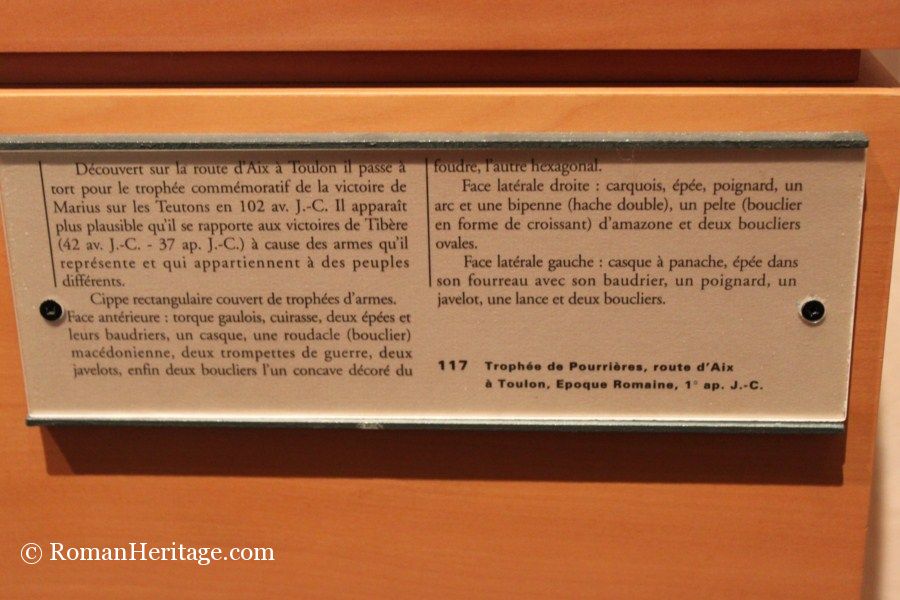 Découvert sur la route d'Aix à Toulon il passe à
tort pour le trophée commémoratif de la victoire de
Marius sur les Teutons en 102 av. J.-C. Il apparaît
plus plausible qu'il se rapporte aux victoires de Tibère
(42 av. J.-C. - 37 ap. J.-C.) à cause des armes qu'il
représente et qui appartiennent à des peuples
différents.
Cippe rectangulaire couvert de trophées d'armes.
Face antérieure : torque gaulois, cuirasse, deux épées et
leurs baudriers, un casque, une roudacle (bouclier)
macédonienne, deux trompettes de guerre, deux
javelots, enfin deux boucliers l'un concave décoré du
foudre, l'autre hexagonal.
Face latérale droite : carquois, épée, poignard, un
arc et une bipenne (hache double), un pelte (bouclier
en forme de croissant) d'amazone et deux boucliers
ovales.
Face latérale gauche : casque à panache, épée dans
son fourreau avec son baudrier, un poignard, un
javelot, une lance et deux boucliers.
117 Trophée de Pourrières, route d'Aix
à Toulon, Epoque Romaine, 1° ap. J.-C.
© RomanHeritage.com